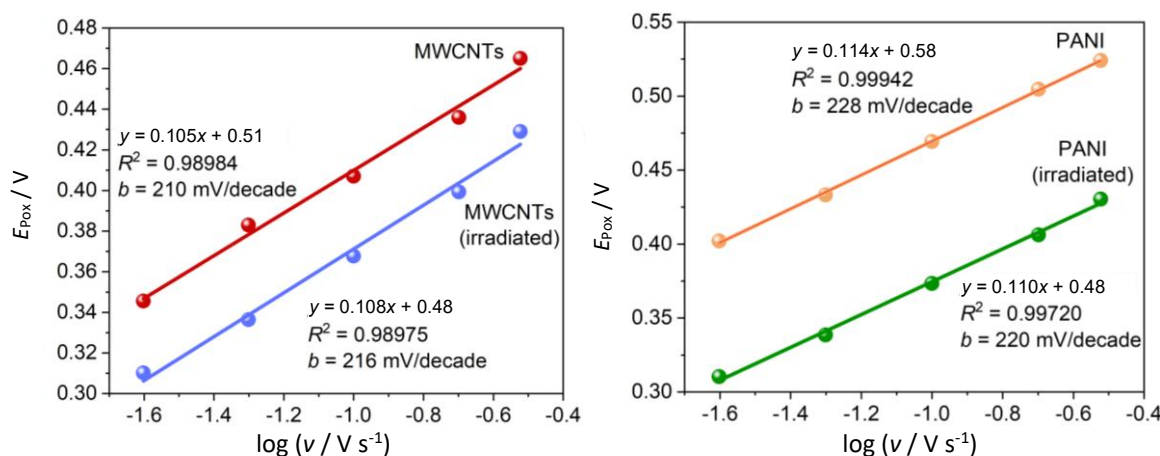 0.48
0.46
0.44
0.42
0.40
0.38
0.36
0.34
0.32
0.30
E_Pox / V
MWCNTs
y = 0.105x + 0.51
R² = 0.98984
b = 210 mV/decade
MWCNTs
(irradiated)
y = 0.108x + 0.48
R² = 0.98975
b = 216 mV/decade
-1.6
-1.4
-1.2
-1.0
-0.8
-0.6
-0.4
log (v / V s⁻¹)
0.55
0.50
0.45
0.40
0.35
0.30
E_Pox / V
y = 0.114x + 0.58
R² = 0.99942
b = 228 mV/decade
PANI
PANI
(irradiated)
y = 0.110x + 0.48
R² = 0.99720
b = 220 mV/decade
-1.6
-1.4
-1.2
-1.0
-0.8
-0.6
-0.4
log (v / V s⁻¹)